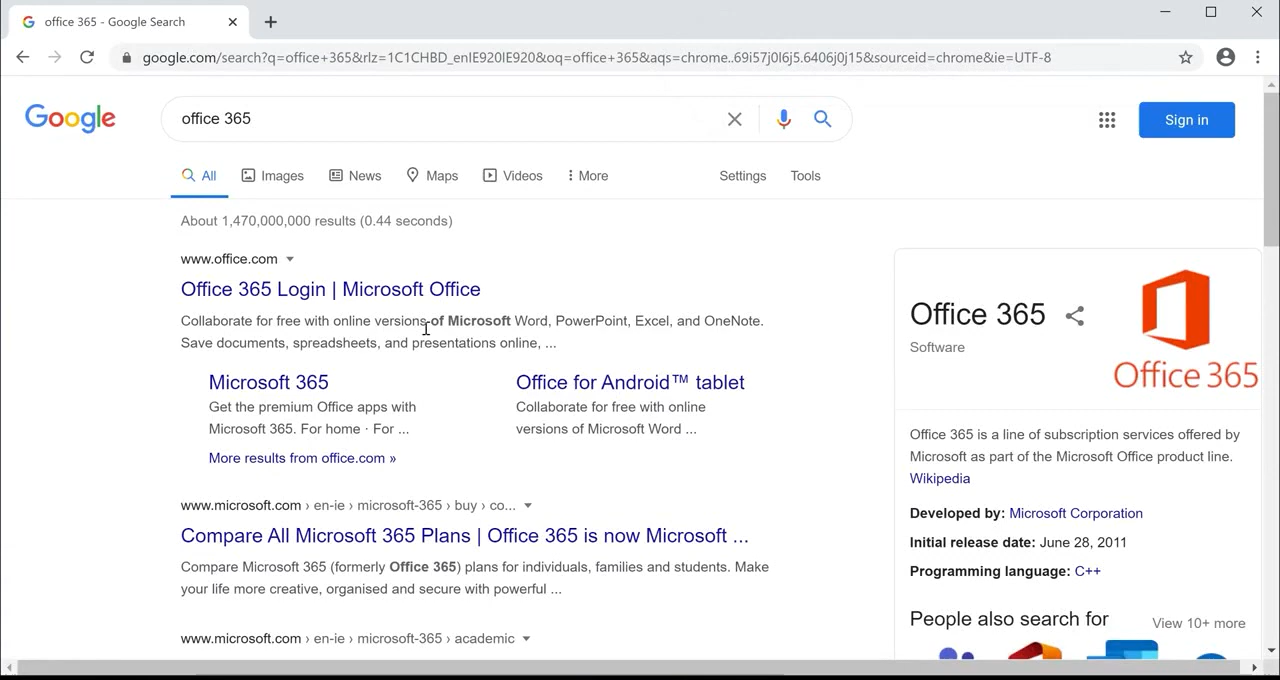 office 365 - Google Search
google.com/search?q=office+365&rlz=1C1CHBD_enIE920IE920&oq=office+365&aqs=chrome..69i57j0l6j5.6406j0j15&sourceid=chrome&ie=UTF-8
Google
office 365
Sign in
All Images News Maps Videos More Settings Tools
About 1,470,000,000 results (0.44 seconds)
www.office.com
Office 365 Login | Microsoft Office
Collaborate for free with online versions of Microsoft Word, PowerPoint, Excel, and OneNote.
Save documents, spreadsheets, and presentations online, ...
Microsoft 365
Get the premium Office apps with
Microsoft 365. For home · For ...
Office for Android™ tablet
Collaborate for free with online
versions of Microsoft Word ...
More results from office.com »
www.microsoft.com › en-ie › microsoft-365 › buy › co...
Compare All Microsoft 365 Plans | Office 365 is now Microsoft ...
Compare Microsoft 365 (formerly Office 365) plans for individuals, families and students. Make
your life more creative, organised and secure with powerful ...
www.microsoft.com › en-ie › microsoft-365 › academic
Office 365
Software
Office 365
Office 365 is a line of subscription services offered by
Microsoft as part of the Microsoft Office product line.
Wikipedia
Developed by: Microsoft Corporation
Initial release date: June 28, 2011
Programming language: C++
People also search for
View 10+ more